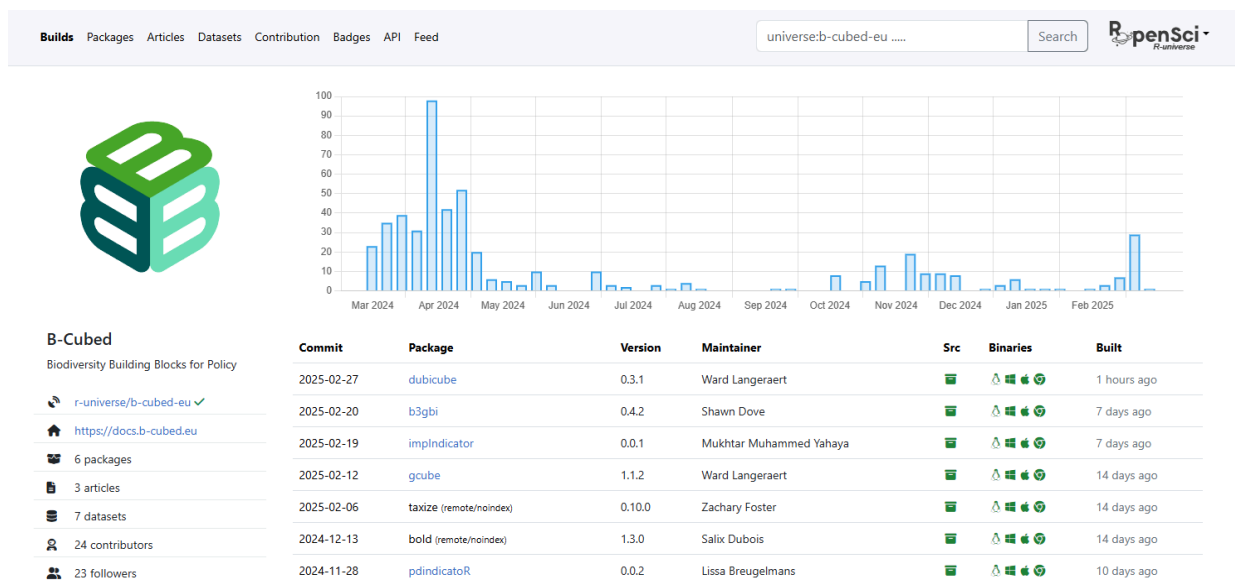 Builds Packages Articles Datasets Contribution Badges API Feed
universe:b-cubed-eu ..... Search
R OpenSci
R-universe
100
90
80
70
60
50
40
30
20
10
0
Mar 2024 Apr 2024 May 2024 Jun 2024 Jul 2024 Aug 2024 Sep 2024 Oct 2024 Nov 2024 Dec 2024 Jan 2025 Feb 2025
B-Cubed
Biodiversity Building Blocks for Policy
r-universe/b-cubed-eu
https://docs.b-cubed.eu
6 packages
3 articles
7 datasets
24 contributors
23 followers
Commit Package Version Maintainer Src Binaries Built
2025-02-27 dubicube 0.3.1 Ward Langeraert 1 hours ago
2025-02-20 b3gbi 0.4.2 Shawn Dove 7 days ago
2025-02-19 impIndicator 0.0.1 Mukhtar Muhammed Yahaya 7 days ago
2025-02-12 gcube 1.1.2 Ward Langeraert 14 days ago
2025-02-06 taxize (remote/noindex) 0.10.0 Zachary Foster 14 days ago
2024-12-13 bold (remote/noindex) 1.3.0 Salix Dubois 14 days ago
2024-11-28 pdindicatoR 0.0.2 Lissa Breugelmans 10 days ago